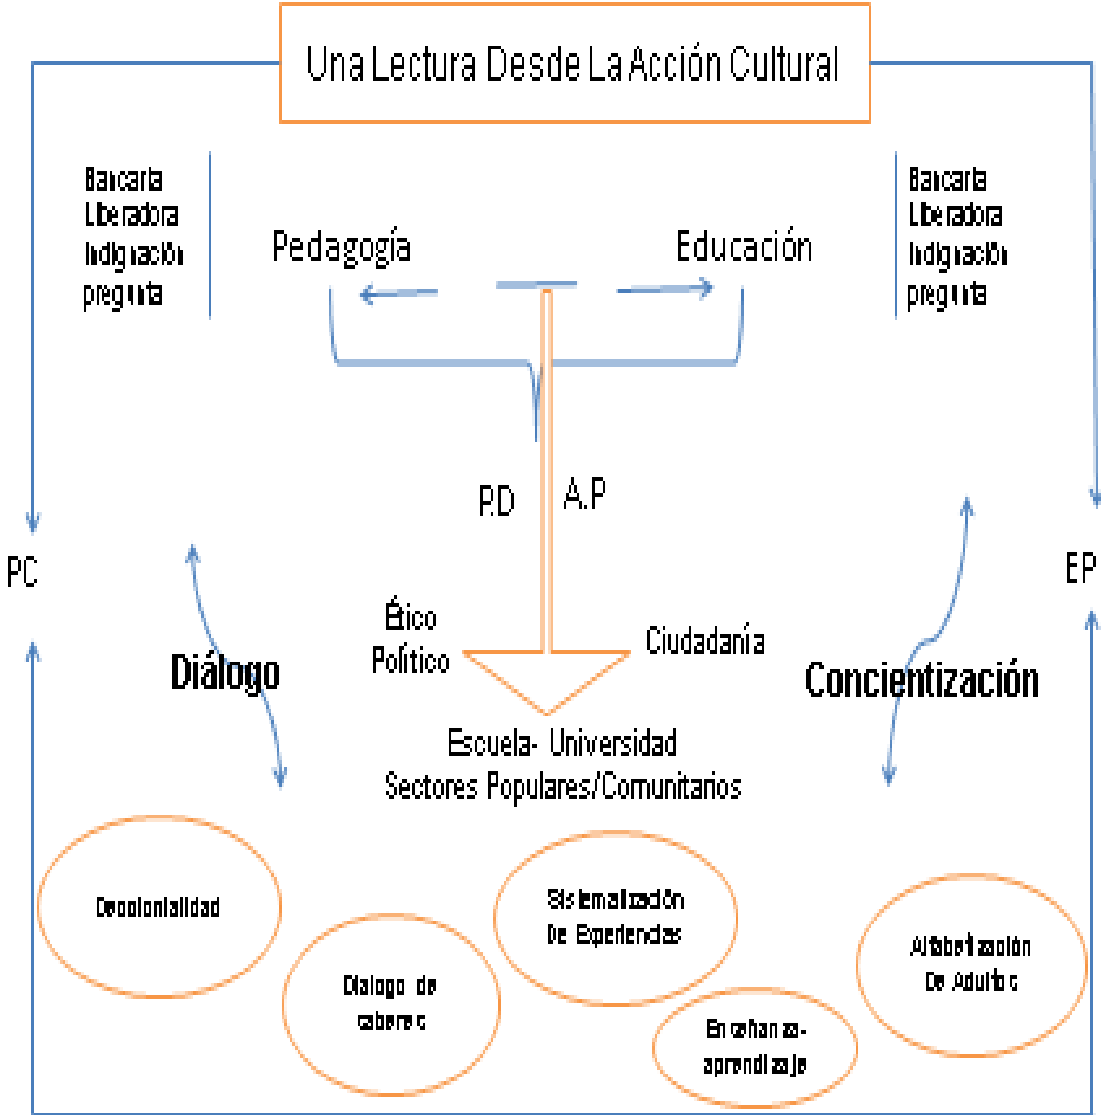 Una Lectura Desde La Acción Cultural
Bancaria
Liberadora
Indignación
pregunta
Pedagogía
Educación
Bancaria
Liberadora
Indignación
pregunta
P.D
A.P
PC
EP
Ético
Político
Ciudadanía
Diálogo
Concientización
Escuela- Universidad
Sectores Populares/Comunitarios
Decolonialidad
Dialogo de
saberes
Sistematización
De Experiencias
Enseñanza-
aprendizaje
Alfabetización
De Adultos